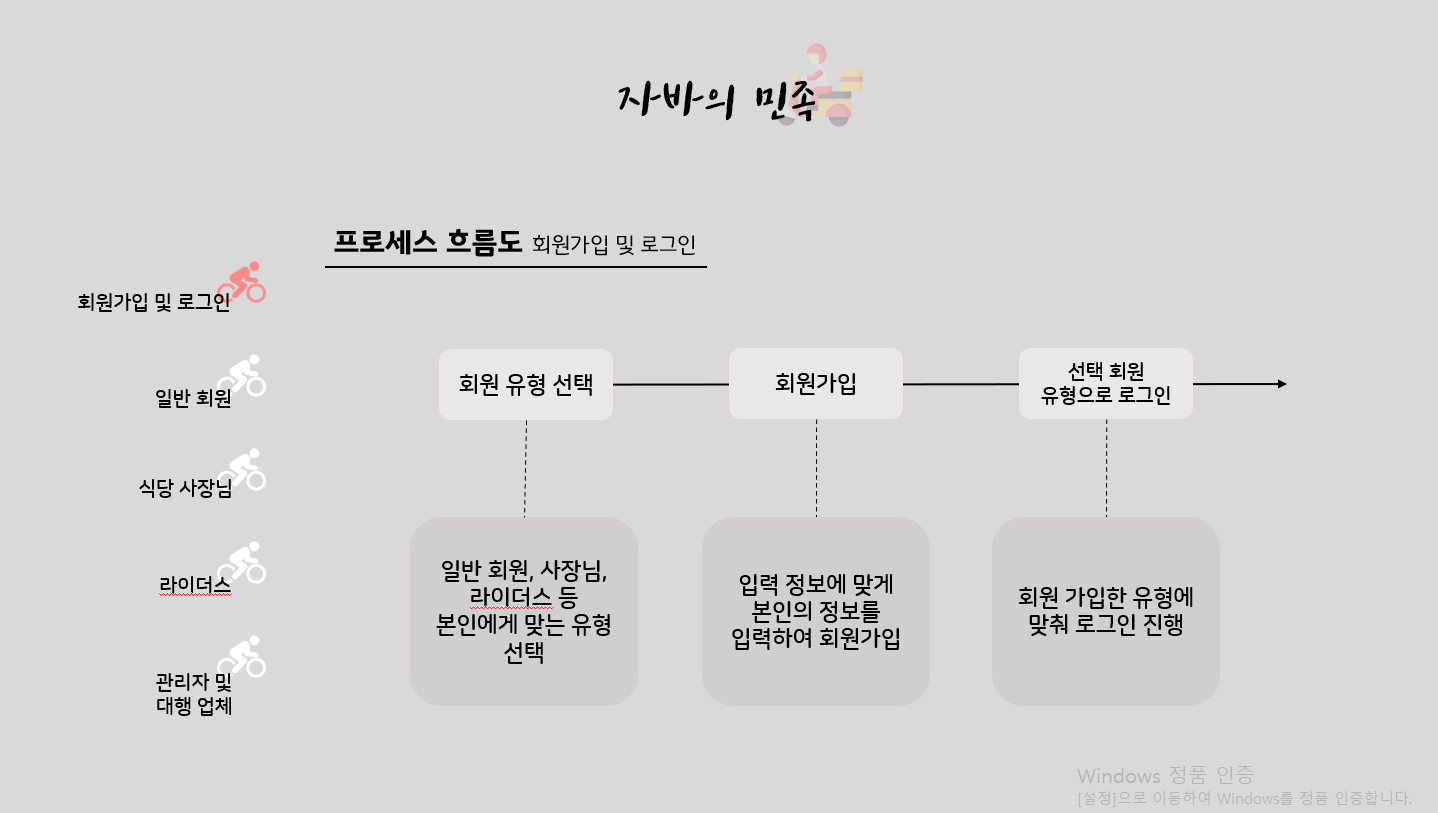 자바의 민족
프로세스 흐름도 회원가입 및 로그인
회원가입 및 로그인
일반 회원
식당 사장님
라이더스
관리자 및
대행 업체
회원 유형 선택
회원가입
선택 회원
유형으로 로그인
일반 회원, 사장님,
라이더스 등
본인에게 맞는 유형
선택
입력 정보에 맞게
본인의 정보를
입력하여 회원가입
회원 가입한 유형에
맞춰 로그인 진행
Windows 정품 인증
[설정]으로 이동하여 Windows를 정품 인증합니다.